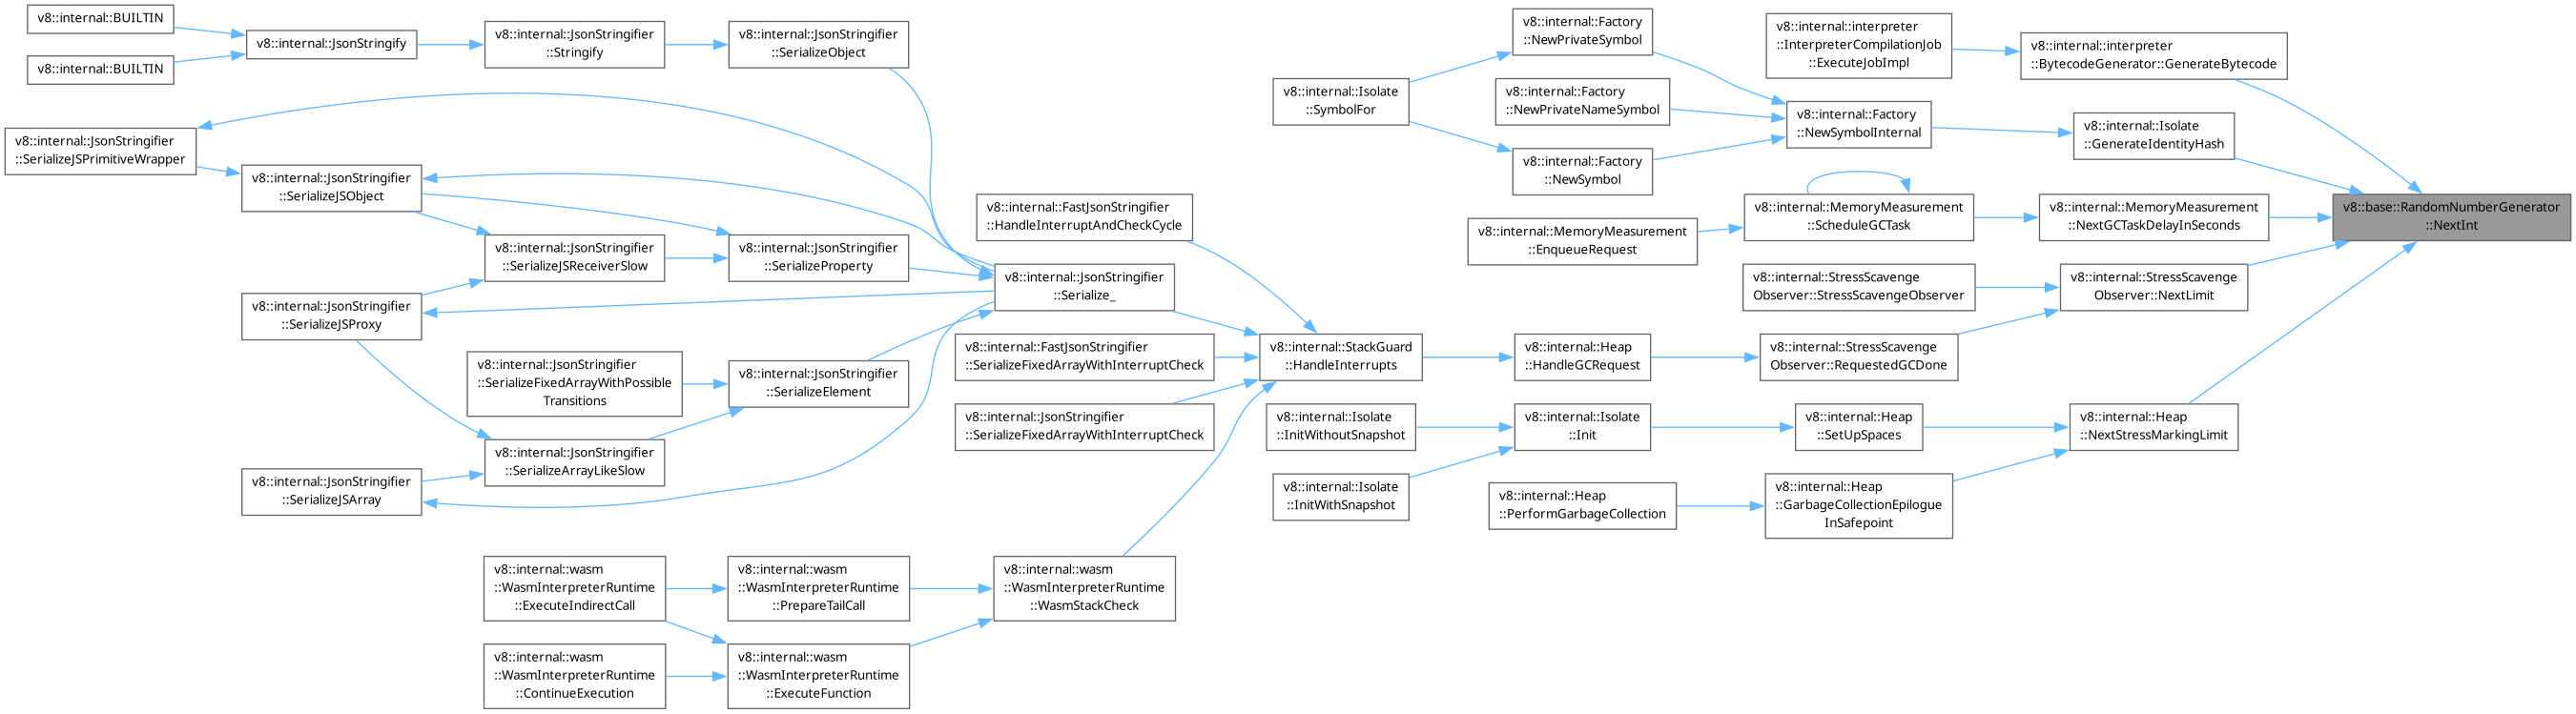 v8::internal::BUILTIN
v8::internal::BUILTIN
v8::internal::JsonStringify
v8::internal::JsonStringifier
::Stringify
v8::internal::JsonStringifier
::SerializeObject
v8::internal::JsonStringifier
::SerializeJSPrimitiveWrapper
v8::internal::JsonStringifier
::SerializeJSObject
v8::internal::JsonStringifier
::SerializeJSReceiverSlow
v8::internal::JsonStringifier
::SerializeProperty
v8::internal::JsonStringifier
::SerializeJSProxy
v8::internal::JsonStringifier
::SerializeFixedArrayWithPossible
Transitions
v8::internal::JsonStringifier
::SerializeElement
v8::internal::JsonStringifier
::SerializeArrayLikeSlow
v8::internal::JsonStringifier
::SerializeJSArray
v8::internal::wasm
::WasmInterpreterRuntime
::ExecuteIndirectCall
v8::internal::wasm
::WasmInterpreterRuntime
::PrepareTailCall
v8::internal::wasm
::WasmInterpreterRuntime
::ContinueExecution
v8::internal::wasm
::WasmInterpreterRuntime
::ExecuteFunction
v8::internal::FastJsonStringifier
::HandleInterruptAndCheckCycle
v8::internal::JsonStringifier
::Serialize_
v8::internal::FastJsonStringifier
::SerializeFixedArrayWithInterruptCheck
v8::internal::JsonStringifier
::SerializeFixedArrayWithInterruptCheck
v8::internal::wasm
::WasmInterpreterRuntime
::WasmStackCheck
v8::internal::StackGuard
::HandleInterrupts
v8::internal::Isolate
::SymbolFor
v8::internal::Factory
::NewPrivateSymbol
v8::internal::Factory
::NewPrivateNameSymbol
v8::internal::Factory
::NewSymbol
v8::internal::MemoryMeasurement
::EnqueueRequest
v8::internal::Heap
::HandleGCRequest
v8::internal::Isolate
::InitWithoutSnapshot
v8::internal::Isolate
::InitWithSnapshot
v8::internal::Isolate
::Init
v8::internal::Heap
::PerformGarbageCollection
v8::internal::interpreter
::InterpreterCompilationJob
::ExecuteJobImpl
v8::internal::Factory
::NewSymbolInternal
v8::internal::MemoryMeasurement
::ScheduleGCTask
v8::internal::StressScavenge
Observer::StressScavengeObserver
v8::internal::StressScavenge
Observer::RequestedGCDone
v8::internal::Heap
::SetUpSpaces
v8::internal::Heap
::GarbageCollectionEpilogue
InSafepoint
v8::internal::interpreter
::BytecodeGenerator::GenerateBytecode
v8::internal::Isolate
::GenerateIdentityHash
v8::internal::MemoryMeasurement
::NextGCTaskDelayInSeconds
v8::internal::StressScavenge
Observer::NextLimit
v8::internal::Heap
::NextStressMarkingLimit
v8::base::RandomNumberGenerator
::NextInt